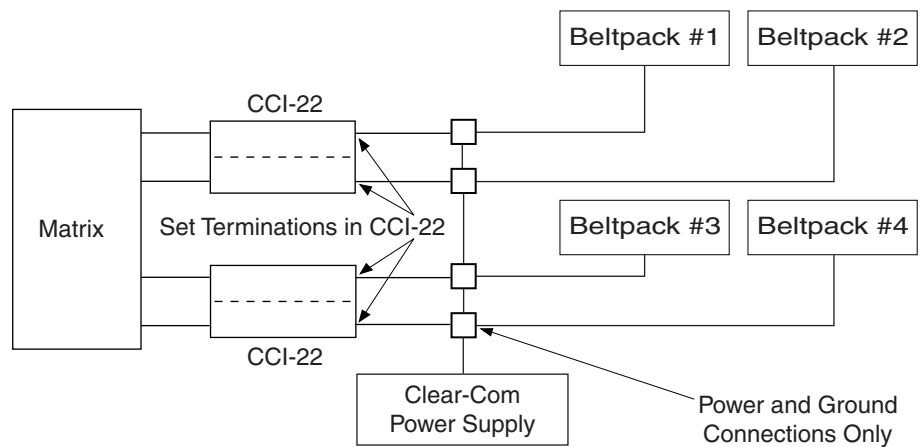 Beltpack #1
Beltpack #2
CCI-22
Matrix
Set Terminations in CCI-22
Beltpack #3
Beltpack #4
CCI-22
Clear-Com
Power Supply
Power and Ground
Connections Only